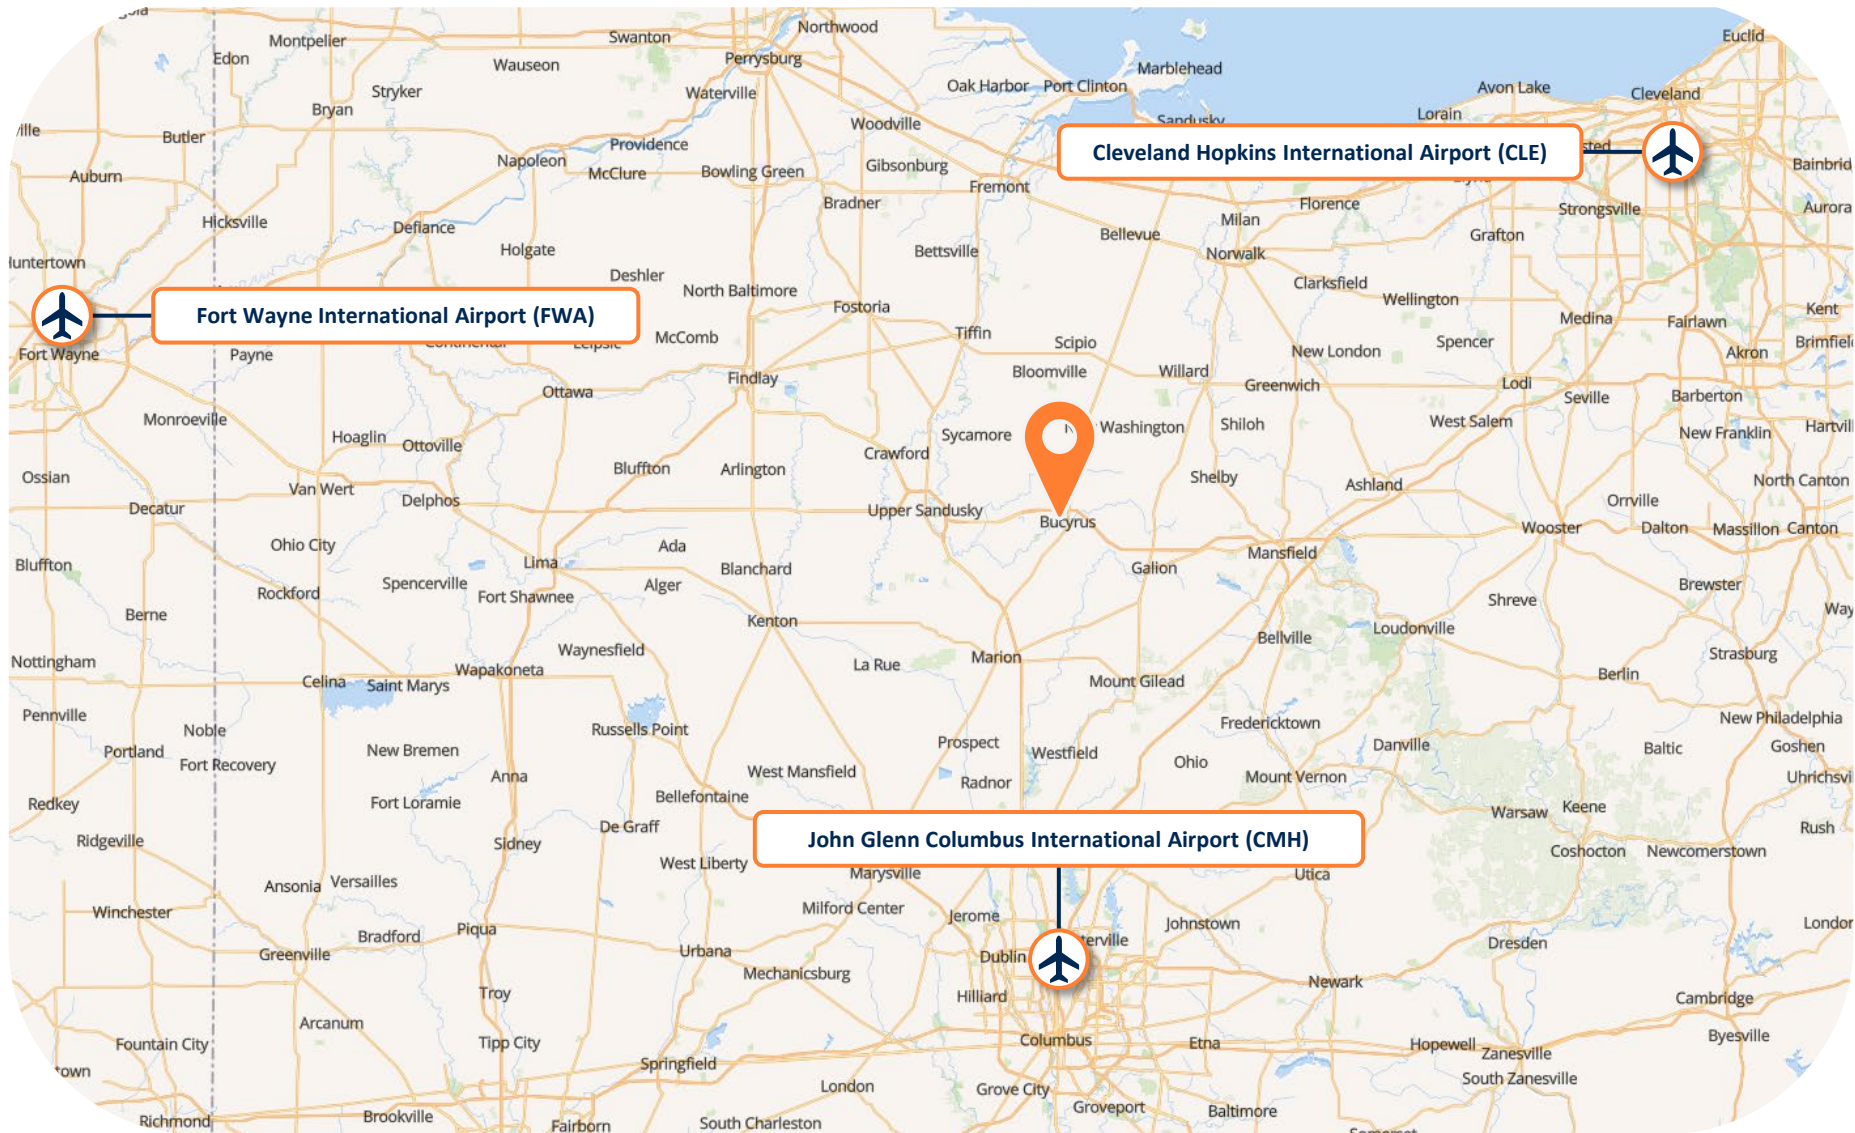 Northwood
Euclid
Swanton
Montpelier
Edon
Wauseon
Perrysburg
Marblehead
Oak Harbor
Port Clinton
Avon Lake
Cleveland
Stryker
Waterville
Bryan
Lorain
Woodville
Sandusky
Butler
Providence
Cleveland Hopkins International Airport (CLE)
Napoleon
McClure
Bowling Green
Gibsonburg
Auburn
Fremont
Bradner
Florence
Strongsville
Aurora
Hicksville
Defiance
Milan
Bellevue
Grafton
Holgate
Bettsville
Norwalk
Deshler
Clarksfield
North Baltimore
Wellington
Fostoria
Kent
Fort Wayne International Airport (FWA)
Medina
Fairlawn
McComb
Tiffin
Scipio
Spencer
Fort Wayne
Payne
New London
Akron
Bloomville
Willard
Findlay
Greenwich
Lodi
Ottawa
Seville
Barberton
Monroeville
Washington
Shiloh
West Salem
Hoaglin
Ottoville
Sycamore
New Franklin
Crawford
Bluffton
Arlington
Ossian
Shelby
Ashland
North Canton
Van Wert
Delphos
Orrville
Decatur
Upper Sandusky
Bucyrus
Wooster
Dalton
Massillon
Canton
Ohio City
Ada
Mansfield
Bluffton
Lima
Blanchard
Galion
Spencerville
Alger
Brewster
Rockford
Fort Shawnee
Shreve
Berne
Kenton
Loudonville
Bellville
Waynesfield
Marion
Strasburg
Nottingham
La Rue
Wapakoneta
Berlin
Celina
Saint Marys
Mount Gilead
Pennville
New Philadelphia
Noble
Russells Point
Fredericktown
Portland
New Bremen
Prospect
Westfield
Danville
Baltic
Goshen
Fort Recovery
Ohio
West Mansfield
Anna
Radnor
Mount Vernon
Redkey
Fort Loramie
Bellefontaine
Warsaw
Keene
De Graff
Rush
Ridgeville
Sidney
John Glenn Columbus International Airport (CMH)
Coshocton
Newcomerstown
West Liberty
Marysville
Utica
Ansonia
Versailles
Winchester
Milford Center
Jerome
Johnstown
Bradford
Piqua
Greenville
Urbana
Dublin
Dresden
Mechanicsburg
Newark
Troy
Hilliard
Cambridge
Arcanum
Byesville
Fountain City
Tipp City
Columbus
Etna
Hopewell
Zanesville
Springfield
South Zanesville
London
Grove City
Groveport
Baltimore
Richmond
Brookville
Fairborn
South Charleston